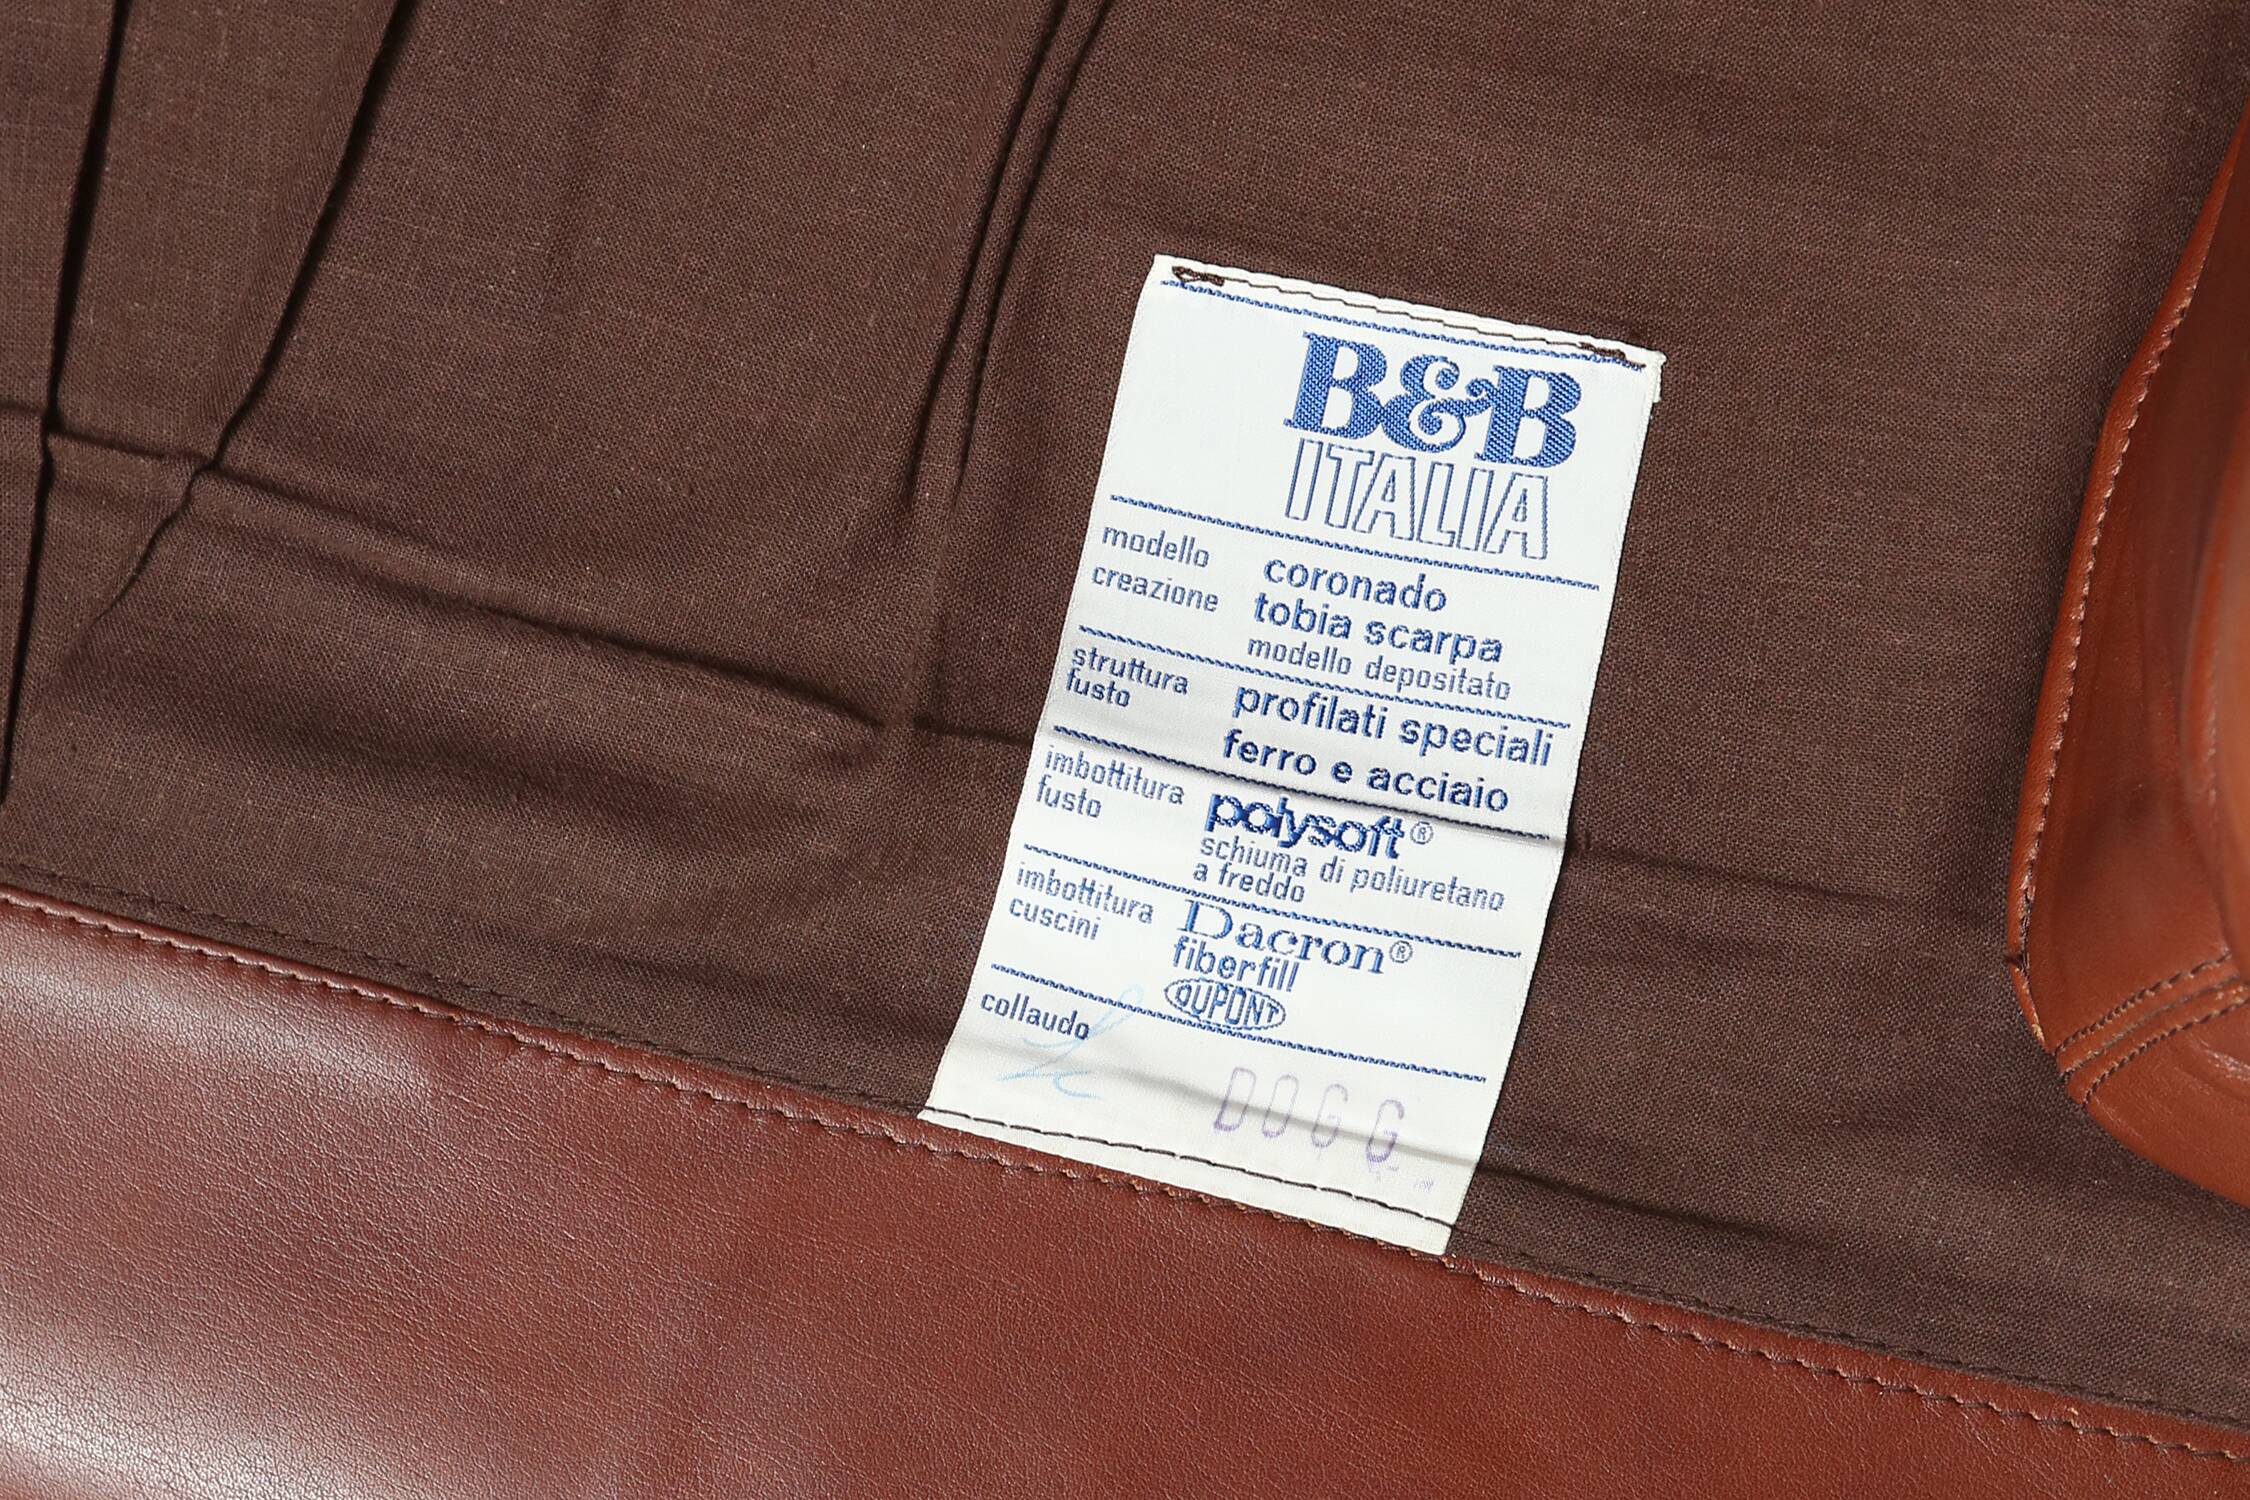 B&B
ITALIA
modello coronado
creazione tobia scarpa
modello depositato
struttura profilati speciali
fusto ferro e acciaio
imbottitura polysoft®
fusto schiuma di poliuretano
a freddo
imbottitura Dacron®
cuscini fiberfill
DUPONT
collaudo
DOGG